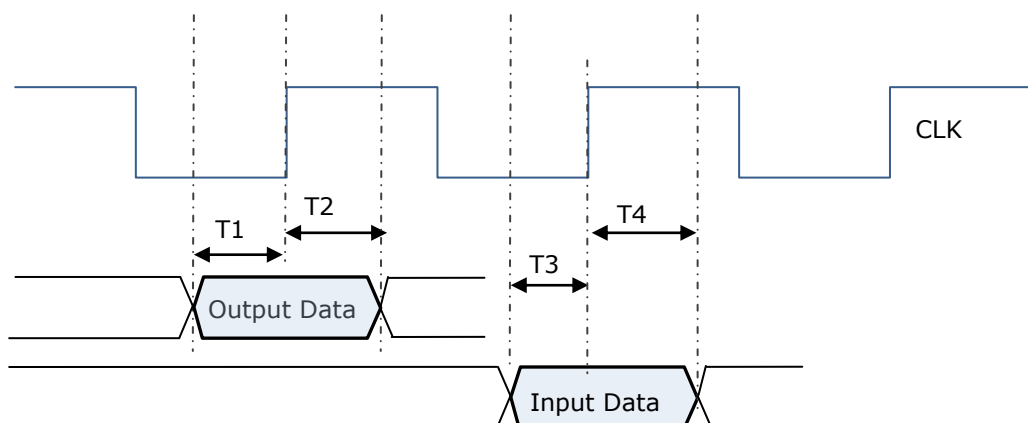 CLK
T1
T2
T3
T4
Output Data
Input Data